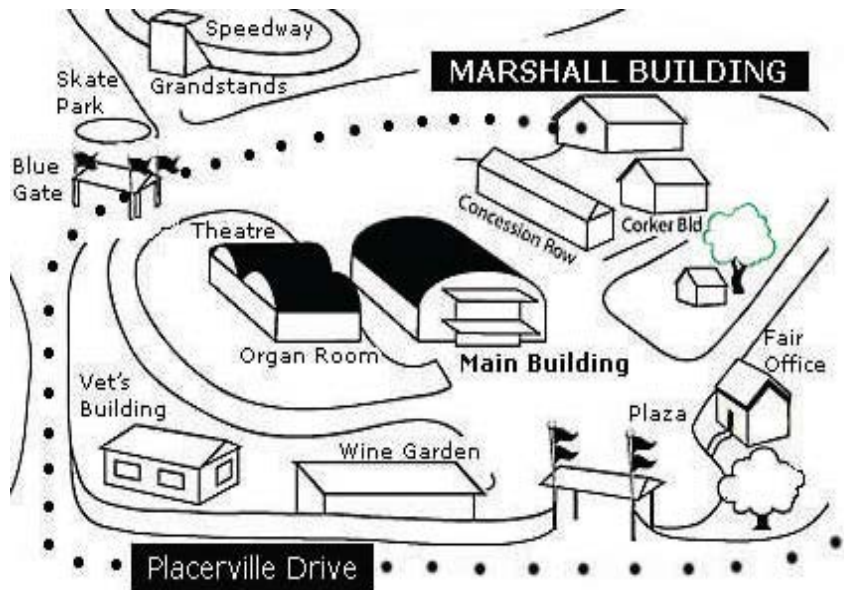 Speedway
MARSHALL BUILDING
Skate
Park
Grandstands
Blue
Gate
Concession Row
Corker Bld
Theatre
Fair
Office
Organ Room
Main Building
Vet's
Building
Plaza
Wine Garden
Placerville Drive